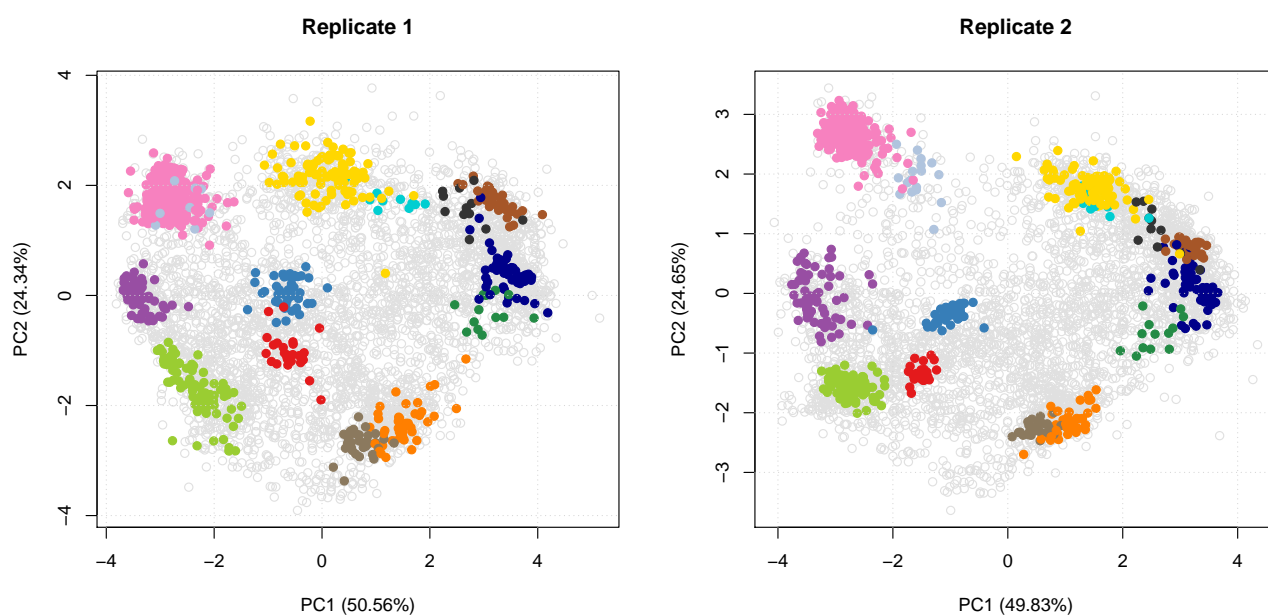 Replicate 1
4
2
0
−2
−4
PC2 (24.34%)
−4 −2 0 2 4
PC1 (50.56%)
Replicate 2
3
2
1
0
−1
−2
−3
PC2 (24.65%)
−4 −2 0 2 4
PC1 (49.83%)